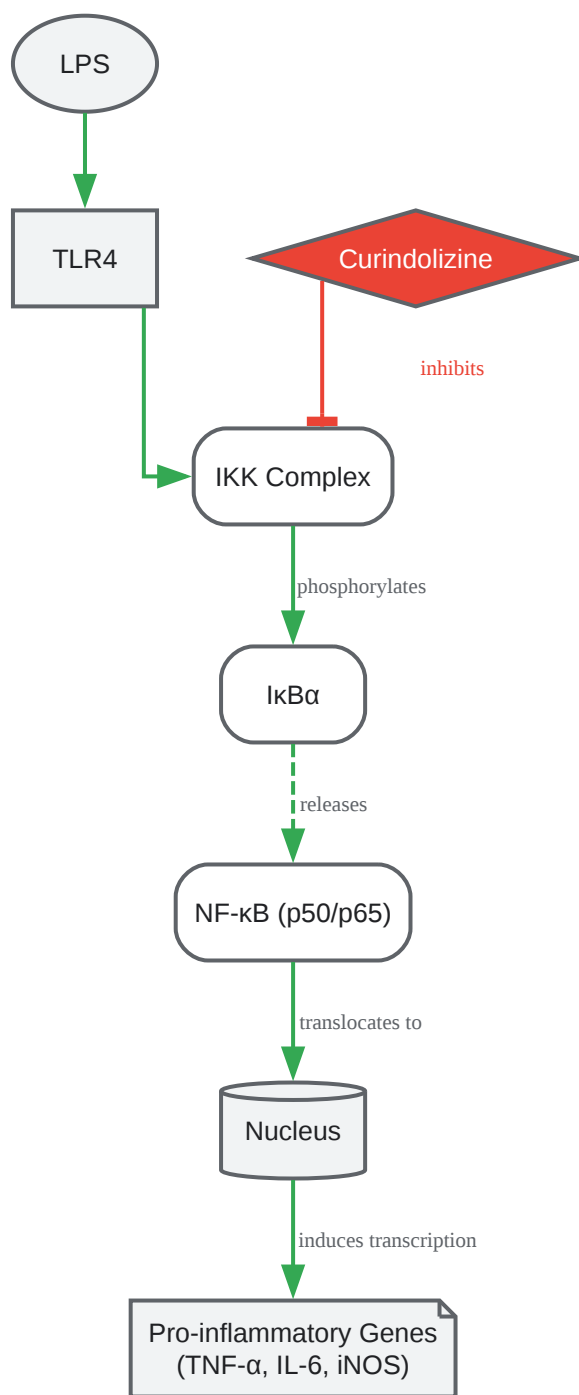 LPS
TLR4
Curindolizine
inhibits
IKK Complex
phosphorylates
IκBα
releases
NF-κB (p50/p65)
translocates to
Nucleus
induces transcription
Pro-inflammatory Genes
(TNF-α, IL-6, iNOS)